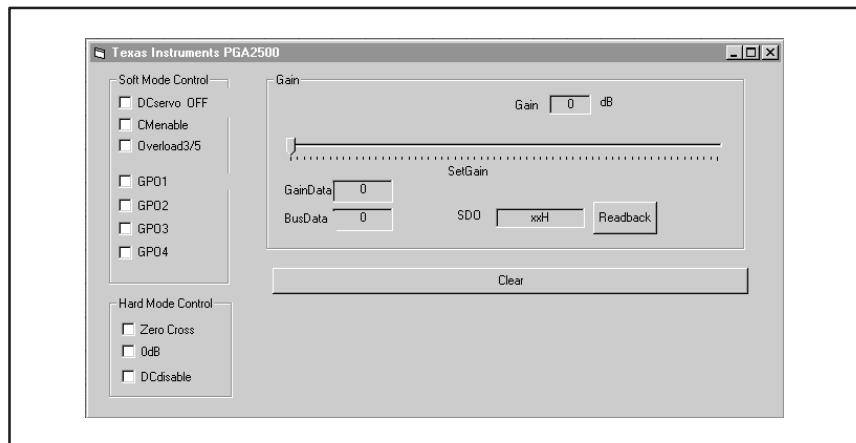 Texas Instruments PGA2500
Soft Mode Control
DCservo OFF
CMenable
Overload3/5
GPO1
GPO2
GPO3
GPO4
Hard Mode Control
Zero Cross
0dB
DCdisable
Gain
Gain 0 dB
SetGain
GainData 0
BusData 0
SDO xxH Readback
Clear